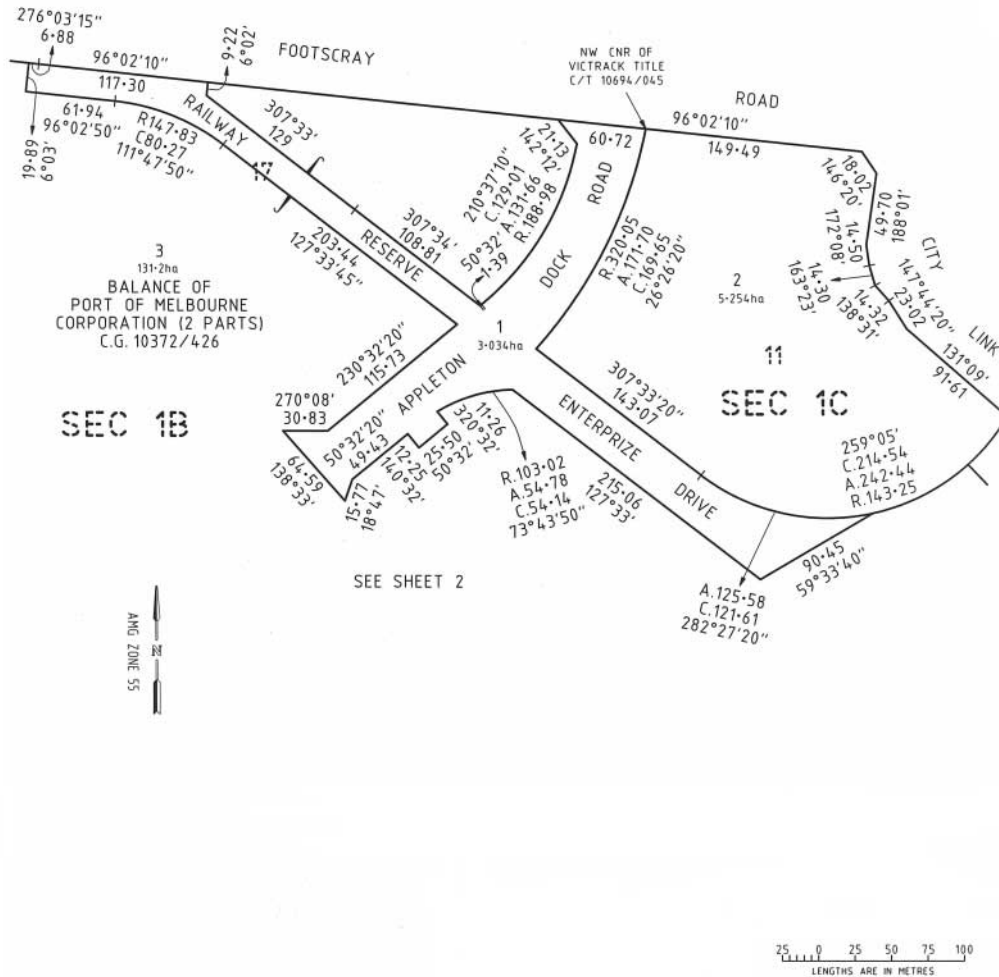 276°03'15"
6·88
96°02'10"
117·30
9·22
6°02'
FOOTSCRAY
NW CNR OF
VICTRACK TITLE
C/T 10694/045
ROAD
96°02'10"
149·49
60·72
61·94
96°02'50"
R147·83
C80·27
111°47'50"
19·89
6°03'
RAILWAY
RESERVE
17
307°33'
129
307°34'
108·81
203·44
127°33'45"
21·13
142°12'
210°37'10"
C.129·01
A.131·66
R.188·98
50°32'
1·39
DOCK
ROAD
R.320·05
A.171·70
C.169·65
26°26'20"
18·02
146°20'
49·70
188°01'
14·50
172°08'
14·30
163°23'
14·32
138°31'
147°44'20"
23·02
CITY
LINK
131°09'
91·61
3
131·2ha
BALANCE OF
PORT OF MELBOURNE
CORPORATION (2 PARTS)
C.G. 10372/426
SEC 1B
2
5·254ha
11
SEC 1C
1
3·034ha
230°32'20"
115·73
APPLETON
270°08'
30·83
50°32'20"
49·43
64·59
138°33'
15·77
18°47'
12·25
140°32'
25·50
50°32'
11·26
320°32'
R.103·02
A.54·78
C.54·14
73°43'50"
307°33'20"
143·07
ENTERPRIZE
DRIVE
215·06
127°33'
259°05'
C.214·54
A.242·44
R.143·25
90·45
59°33'40"
A.125·58
C.121·61
282°27'20"
SEE SHEET 2
AMG ZONE 55
N
25 0 25 50 75 100
LENGTHS ARE IN METRES